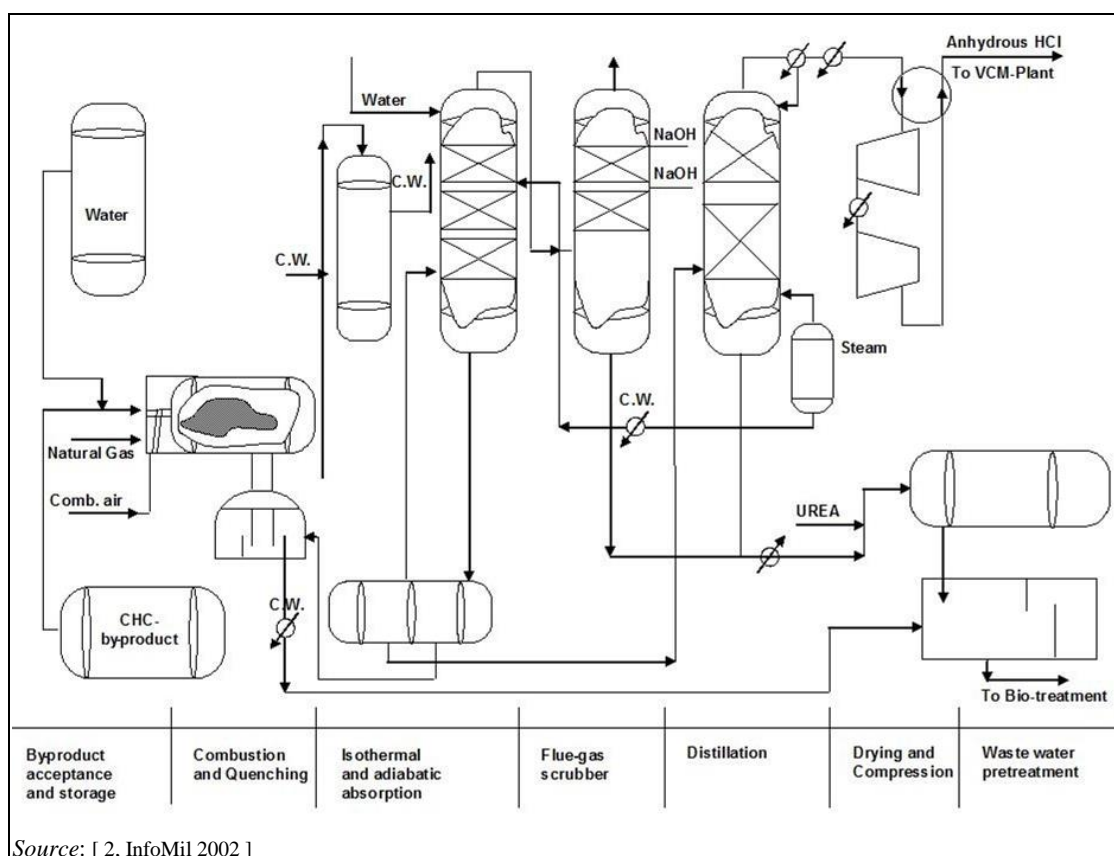 Anhydrous HCl
To VCM-Plant
Water
NaOH
NaOH
C.W.
Water
C.W.
Steam
C.W.
Natural Gas
Comb. air
UREA
CHC-
byproduct
C.W.
To Bio-treatment
Byproduct
acceptance
and storage
Combustion
and Quenching
Isothermal
and adiabatic
absorption
Flue-gas
scrubber
Distillation
Drying and
Compression
Waste water
pretreatment
Source: [ 2, InfoMil 2002 ]